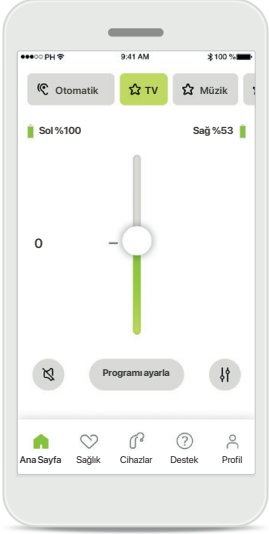 PH 9:41 AM 100 %
Otomatik TV Müzik
Sol %100 Sağ %53
0
Programı ayarla
Ana Sayfa Sağlık Cihazlar Destek Profil